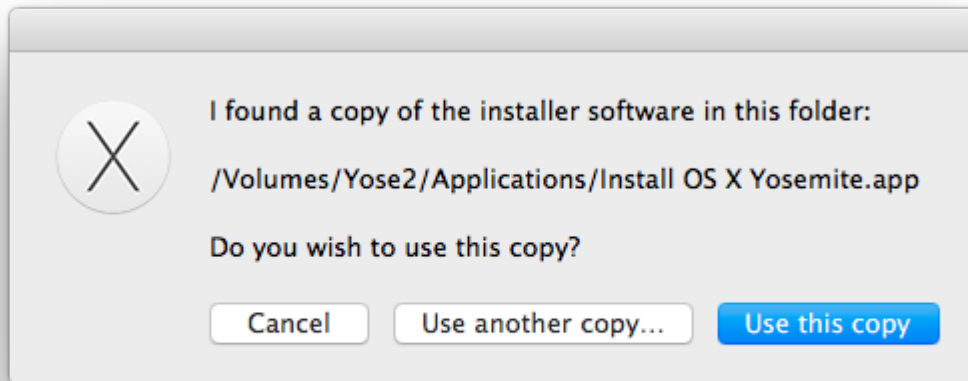 I found a copy of the installer software in this folder:
/Volumes/Yose2/Applications/Install OS X Yosemite.app
Do you wish to use this copy?
Cancel
Use another copy...
Use this copy